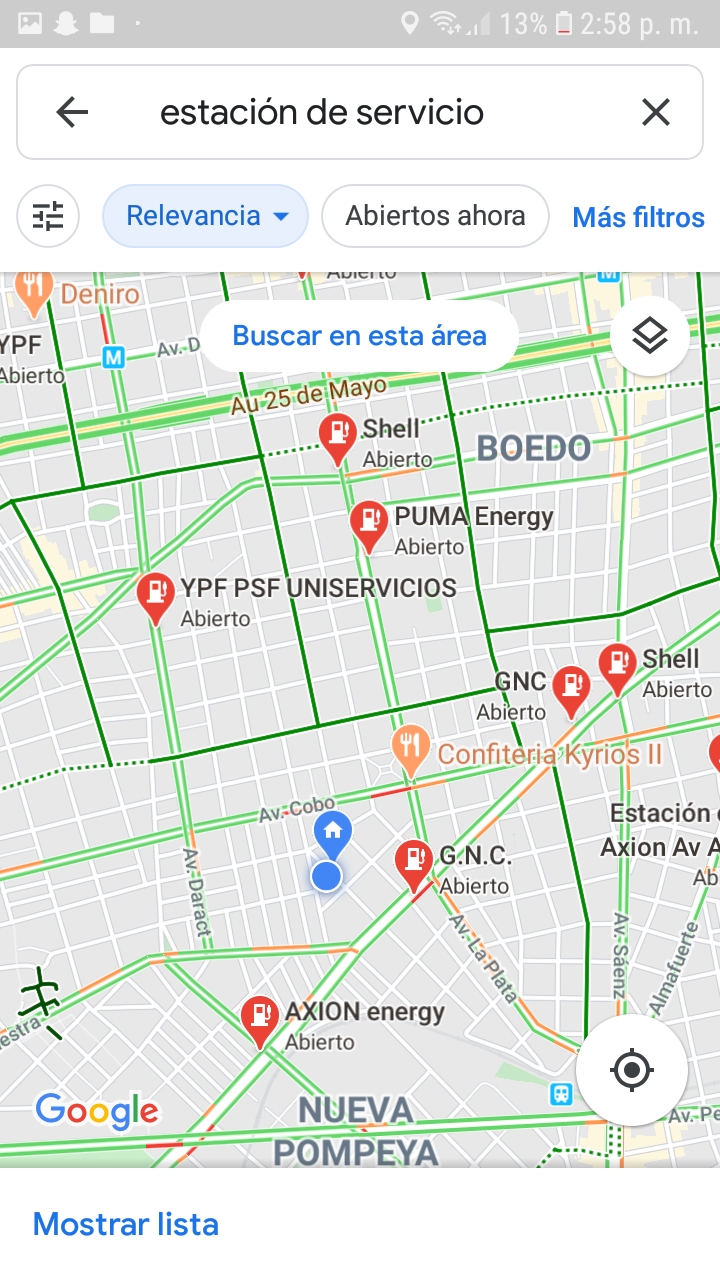 13% 2:58 p. m.
estación de servicio
Relevancia
Abiertos ahora
Más filtros
Abierto
M
M
Deniro
YPF
Abierto
Av. D
Buscar en esta área
Au 25 de Mayo
Shell
Abierto
BOEDO
PUMA Energy
Abierto
YPF PSF UNISERVICIOS
Abierto
Shell
Abierto
GNC
Abierto
Confiteria Kyrios II
Av. Cobo
Estación
Axion Av A
Ab
G.N.C.
Abierto
Av. Daract
Av. La Plata
Av. Sáenz
Almafuerte
estra
AXION energy
Abierto
Google
NUEVA
POMPEYA
Av. Pe
Mostrar lista